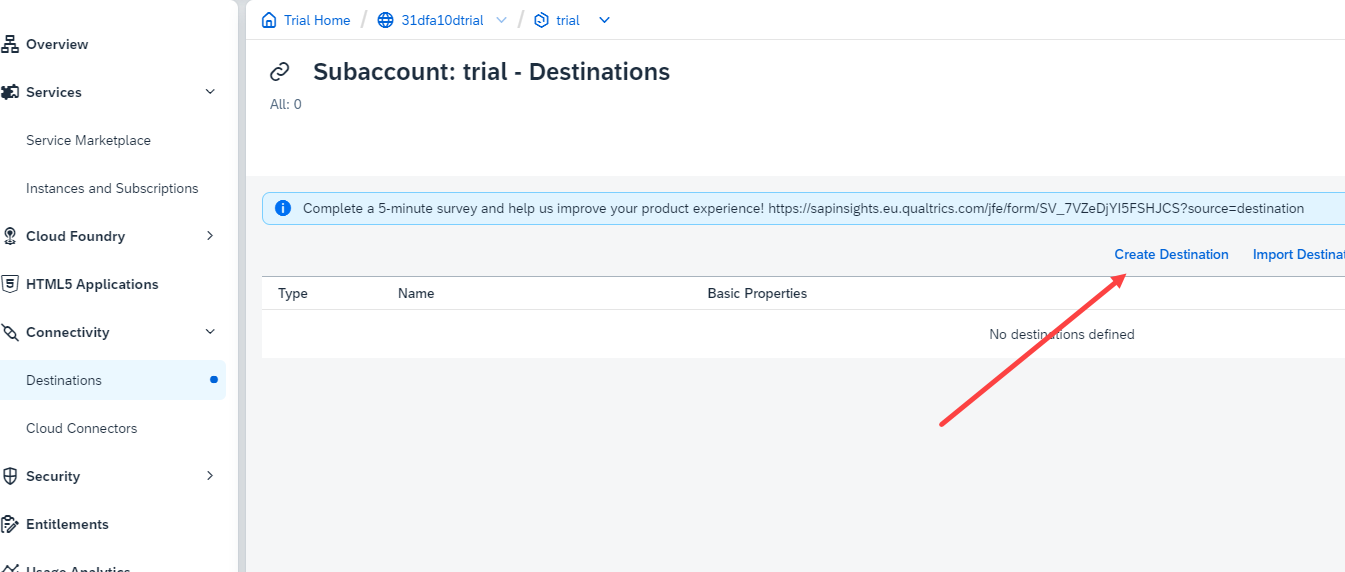 Trial Home / 31dfa10dtrial / trial
Overview
Subaccount: trial - Destinations
Services
All: 0
Service Marketplace
Instances and Subscriptions
Complete a 5-minute survey and help us improve your product experience! https://sapinsights.eu.qualtrics.com/jfe/form/SV_7VZeDjYI5FSHJCS?source=destination
Cloud Foundry
Create Destination Import Destinat
HTML5 Applications
Type Name Basic Properties
Connectivity
No destinations defined
Destinations
Cloud Connectors
Security
Entitlements
Usage Analytics